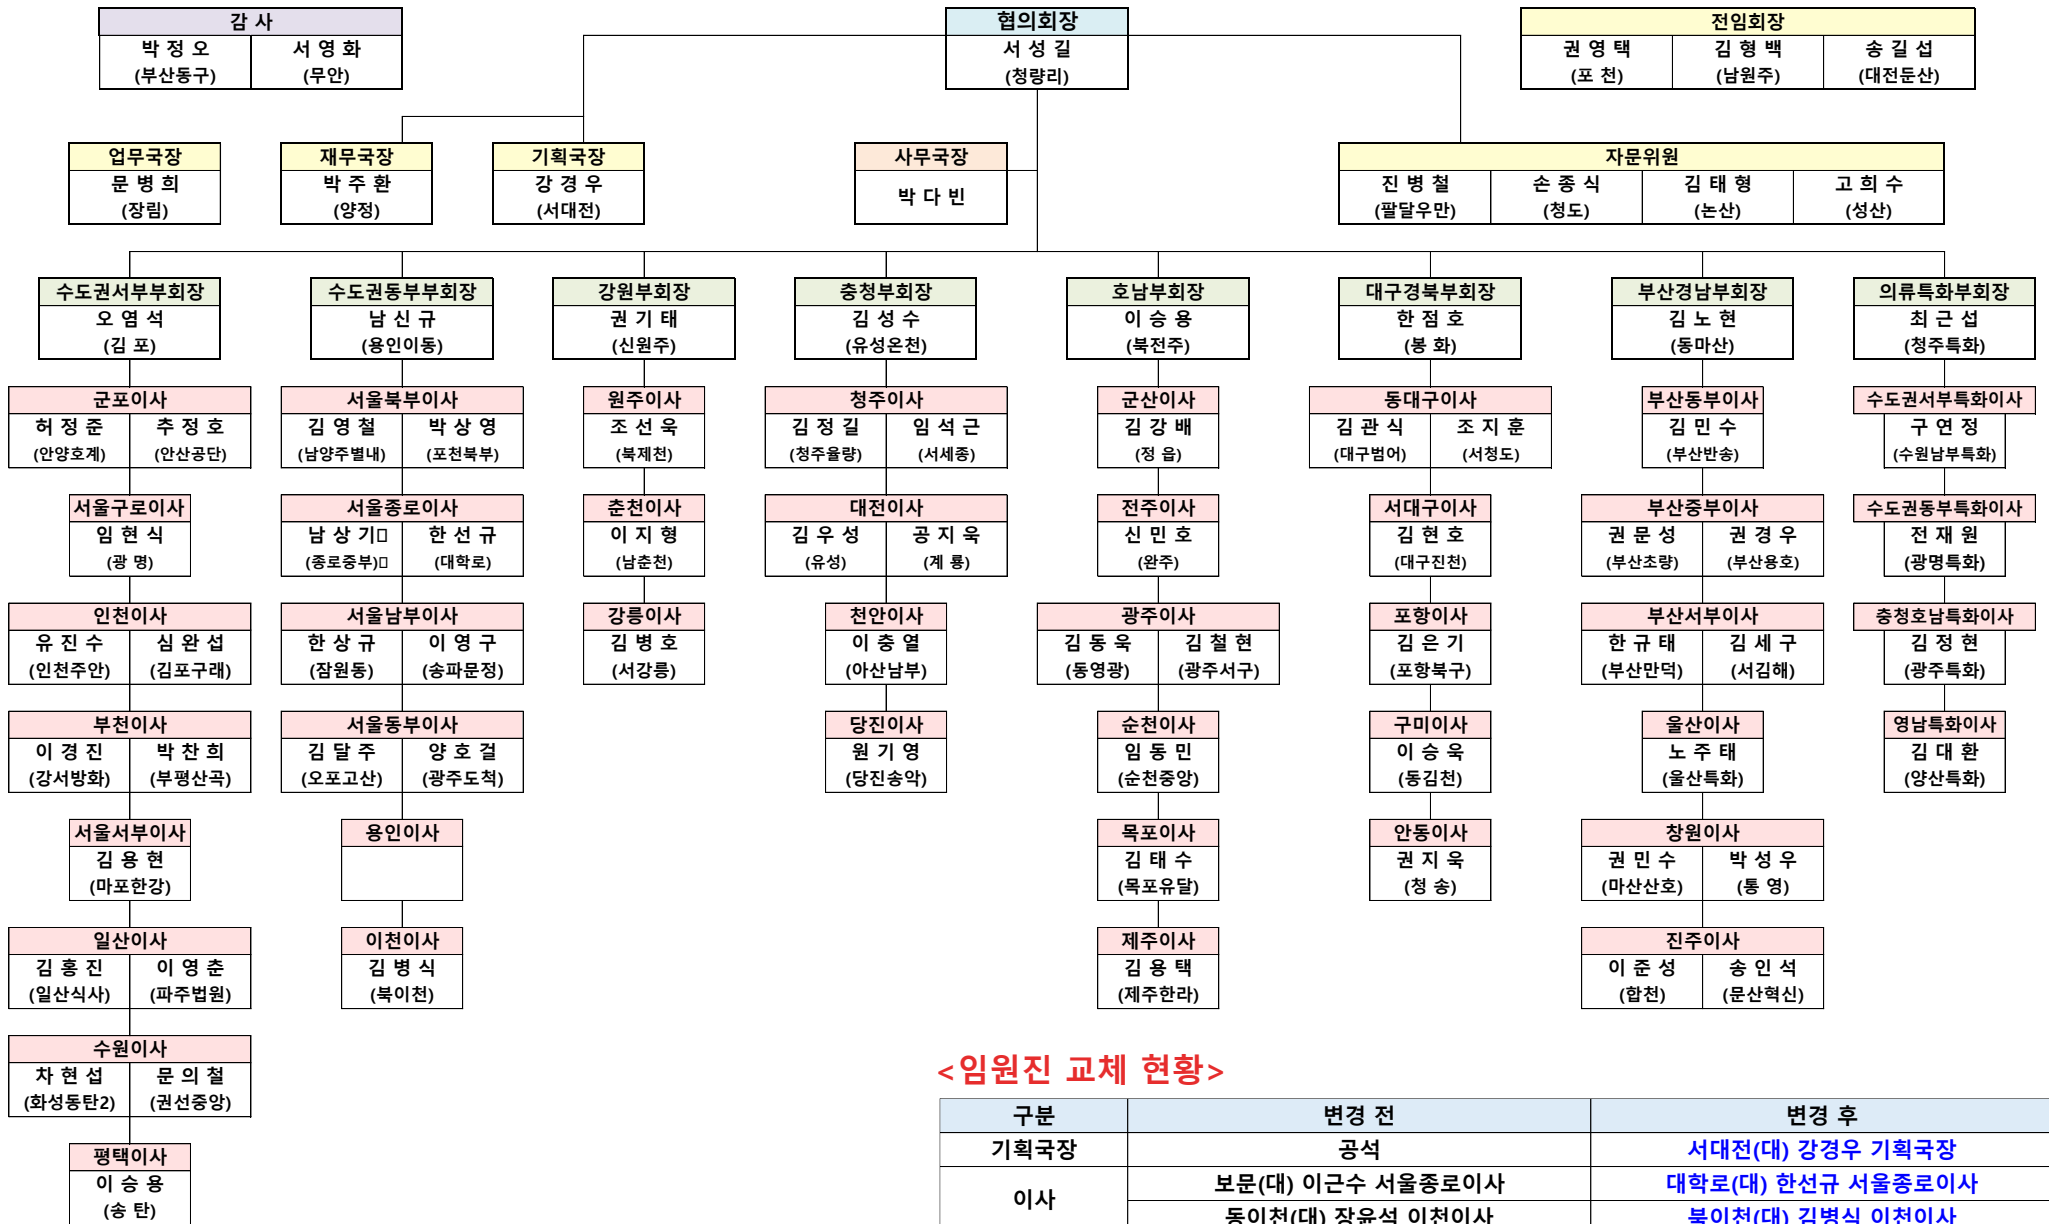 감 사
박 정 오 서 영 화
(부산동구) (무안)
협의회장
서 성 길
(청량리)
전임회장
권 영 택 김 형 백 송 길 섭
(포 천) (남원주) (대전둔산)
업무국장
문 병 희
(장림)
재무국장
박 주 환
(양정)
기획국장
강 경 우
(서대전)
사무국장
박 다 빈
자문위원
진 병 철 손 종 식 김 태 형 고 희 수
(팔달우만) (청도) (논산) (성산)
수도권서부부회장
오 염 석
(김 포)
군포이사
허 정 준 추 정 호
(안양호계) (안산공단)
서울구로이사
임 현 식
(광 명)
인천이사
유 진 수 심 완 섭
(인천주안) (김포구래)
부천이사
이 경 진 박 찬 희
(강서방화) (부평산곡)
서울서부이사
김 용 현
(마포한강)
일산이사
김 홍 진 이 영 춘
(일산식사) (파주법원)
수원이사
차 현 섭 문 의 철
(화성동탄2) (권선중앙)
평택이사
이 승 용
(송 탄)
수도권동부부회장
남 신 규
(용인이동)
서울북부이사
김 영 철 박 상 영
(남양주별내) (포천북부)
서울종로이사
남 상 기 한 선 규
(종로중부) (대학로)
서울남부이사
한 상 규 이 영 구
(잠원동) (송파문정)
서울동부이사
김 달 주 양 호 걸
(오포고산) (광주도척)
용인이사
이천이사
김 병 식
(북이천)
강원부회장
권 기 태
(신원주)
원주이사
조 선 욱
(북제천)
춘천이사
이 지 형
(남춘천)
강릉이사
김 병 호
(서강릉)
충청부회장
김 성 수
(유성온천)
청주이사
김 정 길 임 석 근
(청주율량) (서세종)
대전이사
김 우 성 공 지 욱
(유성) (계 룡)
천안이사
이 충 열
(아산남부)
당진이사
원 기 영
(당진송악)
호남부회장
이 승 용
(북전주)
군산이사
김 강 배
(정 읍)
전주이사
신 민 호
(완주)
광주이사
김 동 욱 김 철 현
(동영광) (광주서구)
순천이사
임 동 민
(순천중앙)
목포이사
김 태 수
(목포유달)
제주이사
김 용 택
(제주한라)
대구경북부회장
한 점 호
(봉 화)
동대구이사
김 관 식 조 지 훈
(대구범어) (서청도)
서대구이사
김 현 호
(대구진천)
포항이사
김 은 기
(포항북구)
구미이사
이 승 욱
(동김천)
안동이사
권 지 욱
(청 송)
부산경남부회장
김 노 현
(동마산)
부산동부이사
김 민 수
(부산반송)
부산중부이사
권 문 성 권 경 우
(부산초량) (부산용호)
부산서부이사
한 규 태 김 세 구
(부산만덕) (서김해)
울산이사
노 주 태
(울산특화)
창원이사
권 민 수 박 성 우
(마산산호) (통 영)
진주이사
이 준 성 송 인 석
(합천) (문산혁신)
의류특화부회장
최 근 섭
(청주특화)
수도권서부특화이사
구 연 정
(수원남부특화)
수도권동부특화이사
전 재 원
(광명특화)
충청호남특화이사
김 정 현
(광주특화)
영남특화이사
김 대 환
(양산특화)
<임원진 교체 현황>
구분 변경 전 변경 후
기획국장 공석 서대전(대) 강경우 기획국장
이사 보문(대) 이근수 서울종로이사 대학로(대) 한선규 서울종로이사
동이천(대) 장윤석 이천이사 북이천(대) 김병식 이천이사